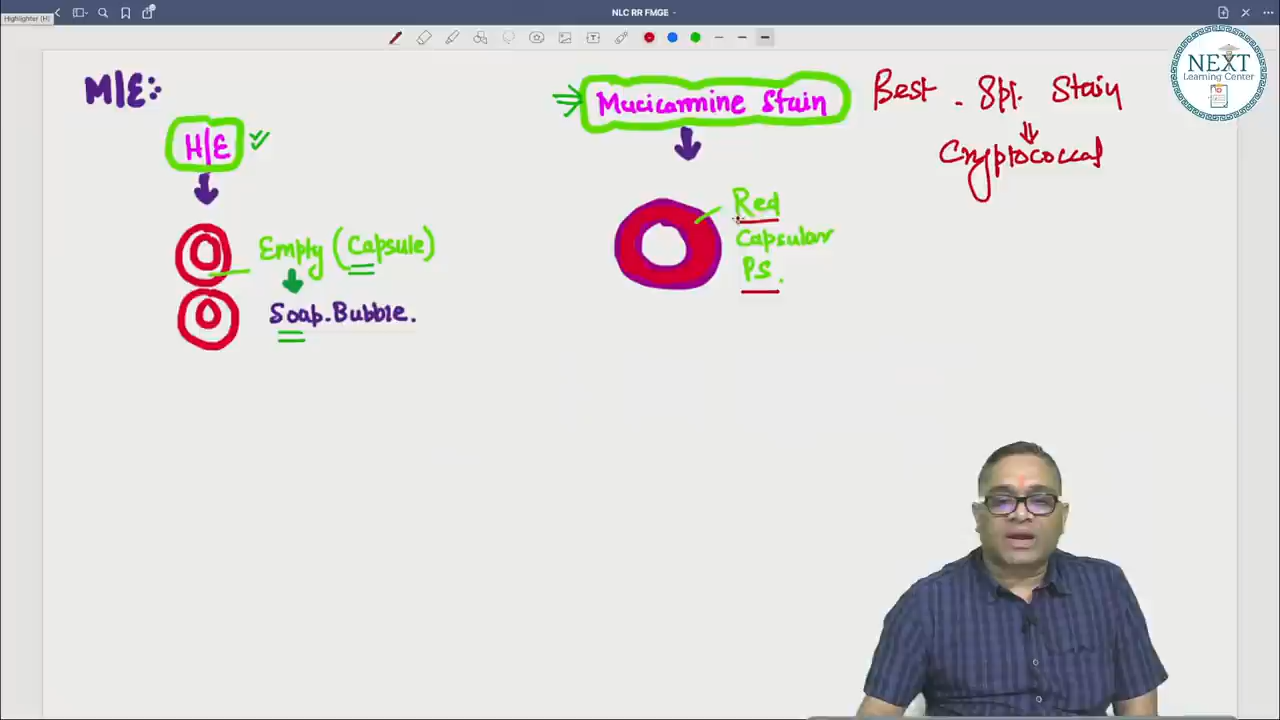 Highlighter (H)
NLC RR FMGE
NEXT
Learning Center
M/E:
H/E
Empty (Capsule)
Soap.Bubble.
Mucicarmine Stain
Red
Capsular
PS.
Best . Spl. Stain
Cryptococcal